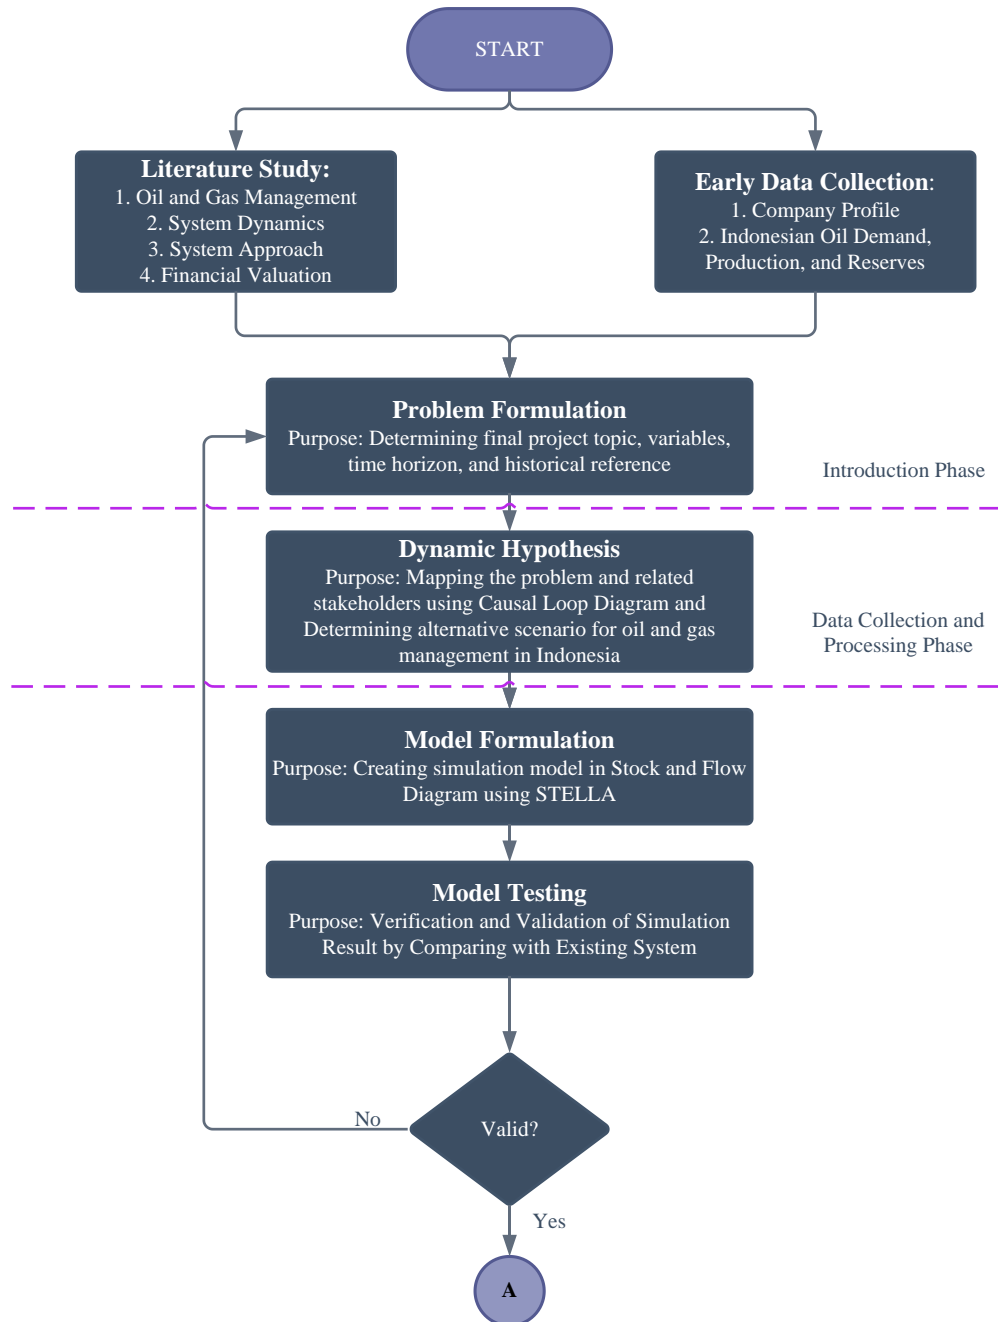 START
Literature Study:
1. Oil and Gas Management
2. System Dynamics
3. System Approach
4. Financial Valuation
Early Data Collection:
1. Company Profile
2. Indonesian Oil Demand,
Production, and Reserves
Problem Formulation
Purpose: Determining final project topic, variables,
time horizon, and historical reference
Introduction Phase
Dynamic Hypothesis
Purpose: Mapping the problem and related
stakeholders using Causal Loop Diagram and
Determining alternative scenario for oil and gas
management in Indonesia
Data Collection and
Processing Phase
Model Formulation
Purpose: Creating simulation model in Stock and Flow
Diagram using STELLA
Model Testing
Purpose: Verification and Validation of Simulation
Result by Comparing with Existing System
No
Valid?
Yes
A